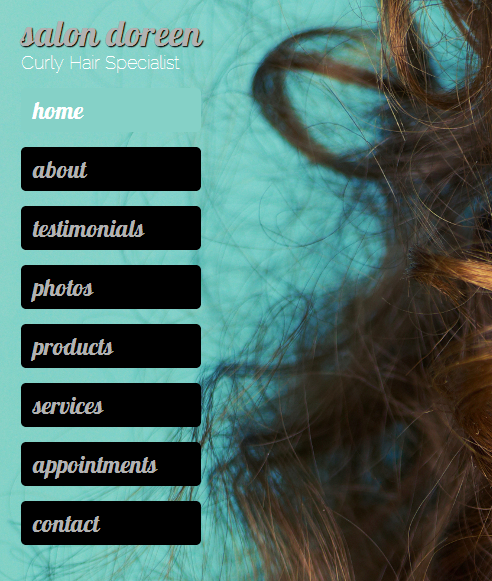 salon doreen
Curly Hair Specialist
home
about
testimonials
photos
products
services
appointments
contact